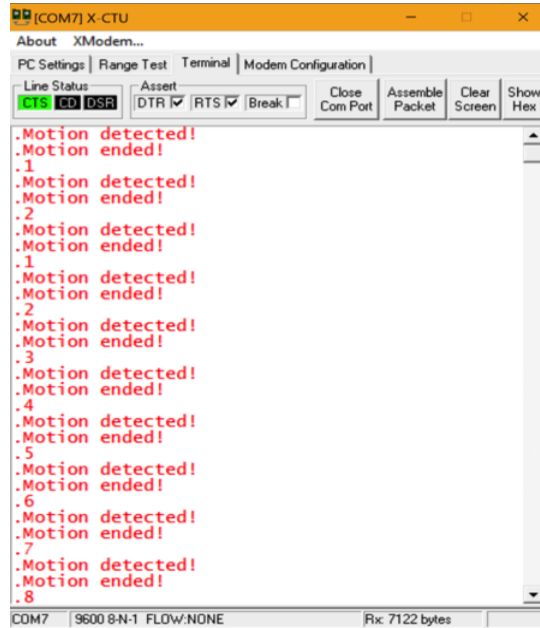 [COM7] X-CTU
About XModem...
PC Settings Range Test Terminal Modem Configuration
Line Status Assert
CTS CD DSR DTR RTS Break Close Com Port Assemble Packet Clear Screen Show Hex
.Motion detected!
.Motion ended!
.1
.Motion detected!
.Motion ended!
.2
.Motion detected!
.Motion ended!
.1
.Motion detected!
.Motion ended!
.2
.Motion detected!
.Motion ended!
.3
.Motion detected!
.Motion ended!
.4
.Motion detected!
.Motion ended!
.5
.Motion detected!
.Motion ended!
.6
.Motion detected!
.Motion ended!
.7
.Motion detected!
.Motion ended!
.8
COM7 9600 8-N-1 FLOW:NONE Rx: 7122 bytes